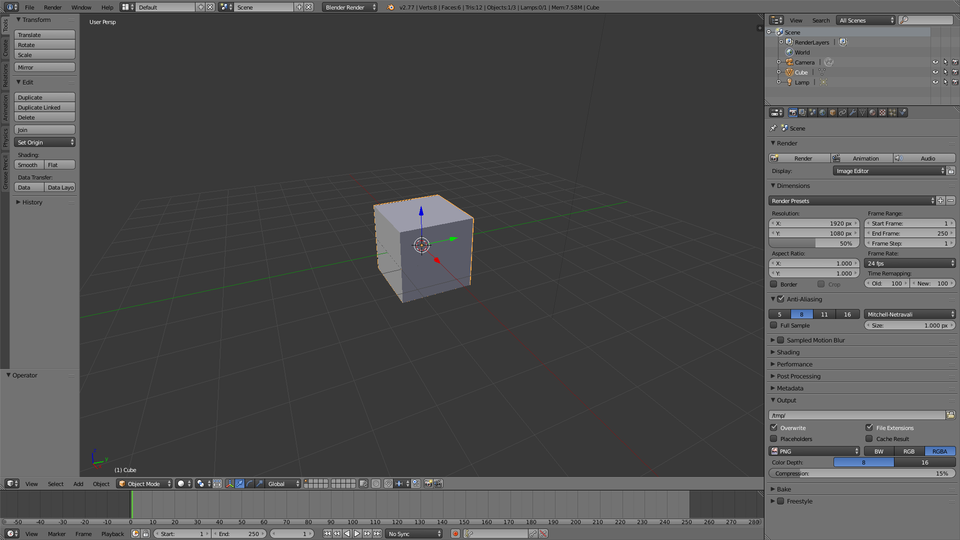 File Render Window Help Default Scene Blender Render v2.77 | Verts:8 | Faces:6 | Tris:12 | Objects:1/3 | Lamps:0/1 | Mem:7.58M | Cube
Transform
Translate
Rotate
Scale
Mirror
Edit
Duplicate
Duplicate Linked
Delete
Join
Set Origin
Shading:
Smooth Flat
Data Transfer:
Data Data Layo
History
Operator
Tools
Create
Relations
Animation
Physics
Grease Pencil
User Persp
(1) Cube
View Select Add Object Object Mode Global
-50 -40 -30 -20 -10 0 10 20 30 40 50 60 70 80 90 100 110 120 130 140 150 160 170 180 190 200 210 220 230 240 250 260 270 280
View Marker Frame Playback Start: 1 End: 250 1 No Sync
View Search All Scenes
Scene
RenderLayers
World
Camera
Cube
Lamp
Scene
Render
Render Animation Audio
Display: Image Editor
Dimensions
Render Presets
Resolution: Frame Range:
X: 1920 px Start Frame: 1
Y: 1080 px End Frame: 250
50% Frame Step: 1
Aspect Ratio: Frame Rate:
X: 1.000 24 fps
Y: 1.000 Time Remapping:
Border Crop Old: 100 New: 100
Anti-Aliasing
5 8 11 16 Mitchell-Netravali
Full Sample Size: 1.000 px
Sampled Motion Blur
Shading
Performance
Post Processing
Metadata
Output
/tmp/
Overwrite File Extensions
Placeholders Cache Result
PNG BW RGB RGBA
Color Depth: 8 16
Compression: 15%
Bake
Freestyle